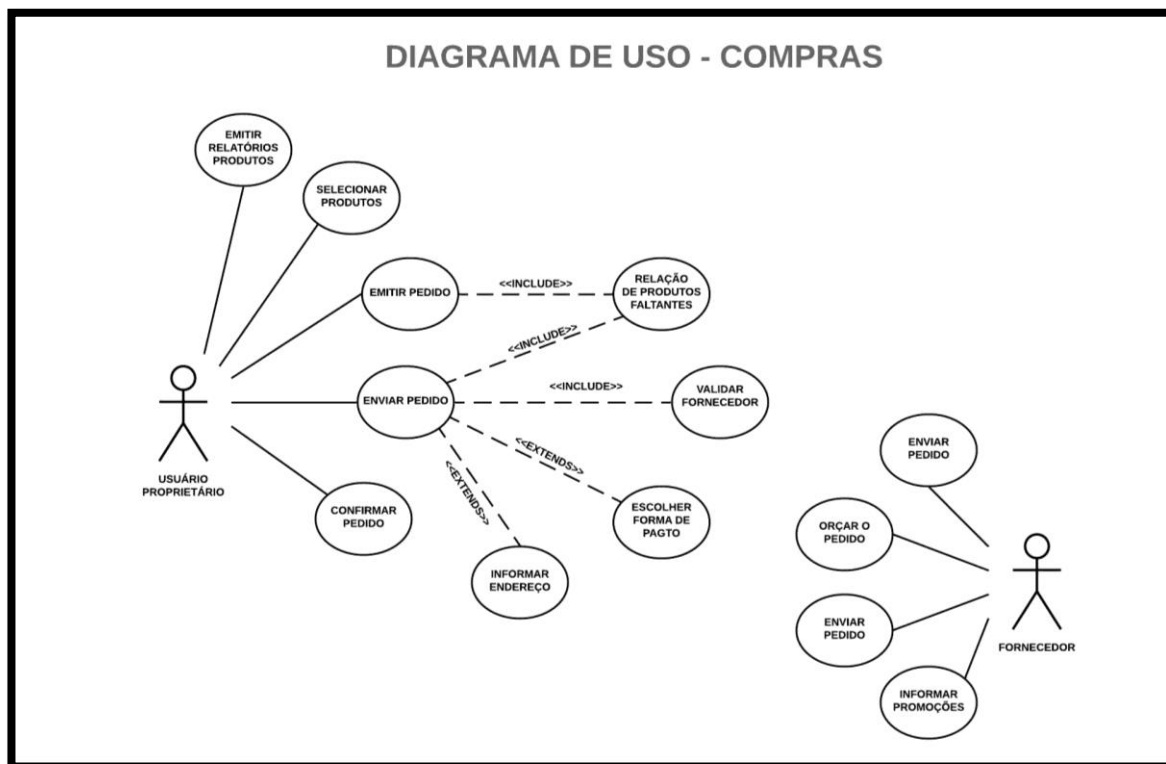 DIAGRAMA DE USO - COMPRAS
EMITIR
RELATÓRIOS
PRODUTOS
SELECIONAR
PRODUTOS
EMITIR PEDIDO
<<INCLUDE>>
RELAÇÃO
DE PRODUTOS
FALTANTES
<<INCLUDE>>
ENVIAR PEDIDO
<<INCLUDE>>
VALIDAR
FORNECEDOR
<<EXTENDS>>
<<EXTENDS>>
USUÁRIO
PROPRIETÁRIO
CONFIRMAR
PEDIDO
ESCOLHER
FORMA DE
PAGTO
INFORMAR
ENDEREÇO
ENVIAR
PEDIDO
ORÇAR O
PEDIDO
ENVIAR
PEDIDO
FORNECEDOR
INFORMAR
PROMOÇÕES